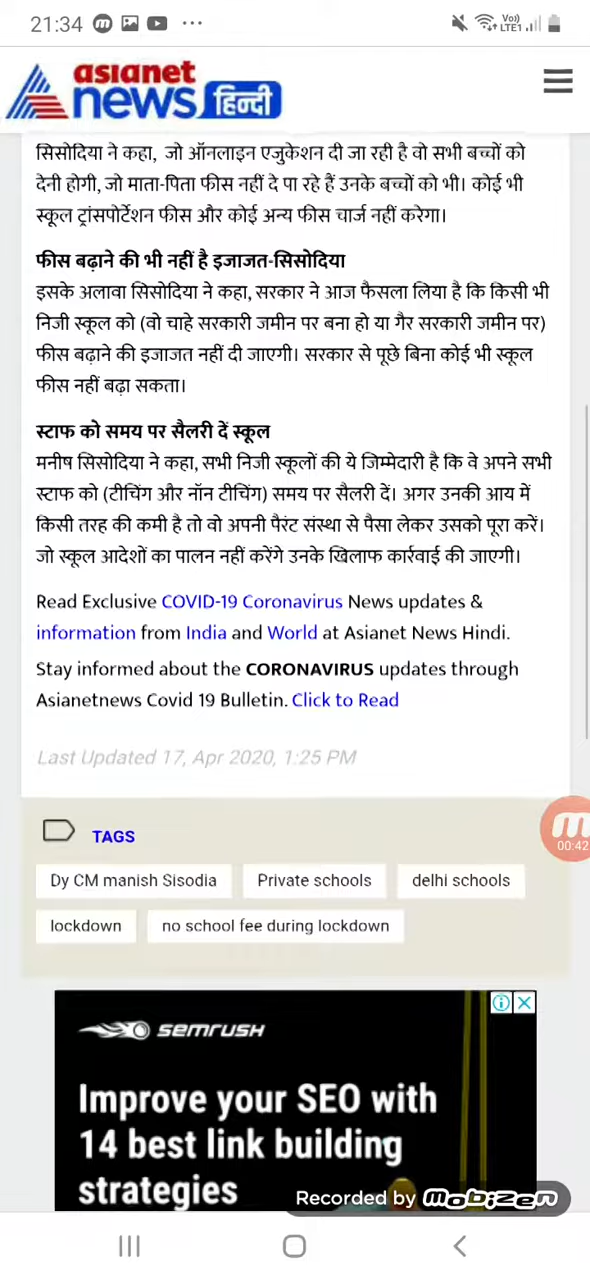 21:34
Vo))
LTE1
asianet
news हिन्दी
सिसोदिया ने कहा, जो ऑनलाइन एजुकेशन दी जा रही है वो सभी बच्चों को
देनी होगी, जो माता-पिता फीस नहीं दे पा रहे हैं उनके बच्चों को भी। कोई भी
स्कूल ट्रांसपोर्टेशन फीस और कोई अन्य फीस चार्ज नहीं करेगा।
फीस बढ़ाने की भी नहीं है इजाजत-सिसोदिया
इसके अलावा सिसोदिया ने कहा, सरकार ने आज फैसला लिया है कि किसी भी
निजी स्कूल को (वो चाहे सरकारी जमीन पर बना हो या गैर सरकारी जमीन पर)
फीस बढ़ाने की इजाजत नहीं दी जाएगी। सरकार से पूछे बिना कोई भी स्कूल
फीस नहीं बढ़ा सकता।
स्टाफ को समय पर सैलरी दें स्कूल
मनीष सिसोदिया ने कहा, सभी निजी स्कूलों की ये जिम्मेदारी है कि वे अपने सभी
स्टाफ को (टीचिंग और नॉन टीचिंग) समय पर सैलरी दें। अगर उनकी आय में
किसी तरह की कमी है तो वो अपनी पैरंट संस्था से पैसा लेकर उसको पूरा करें।
जो स्कूल आदेशों का पालन नहीं करेंगे उनके खिलाफ कार्रवाई की जाएगी।
Read Exclusive COVID-19 Coronavirus News updates &
information from India and World at Asianet News Hindi.
Stay informed about the CORONAVIRUS updates through
Asianetnews Covid 19 Bulletin. Click to Read
Last Updated 17, Apr 2020, 1:25 PM
TAGS
00:42
Dy CM manish Sisodia Private schools delhi schools
lockdown no school fee during lockdown
semrush
Improve your SEO with
14 best link building
strategies
Recorded by mobizen